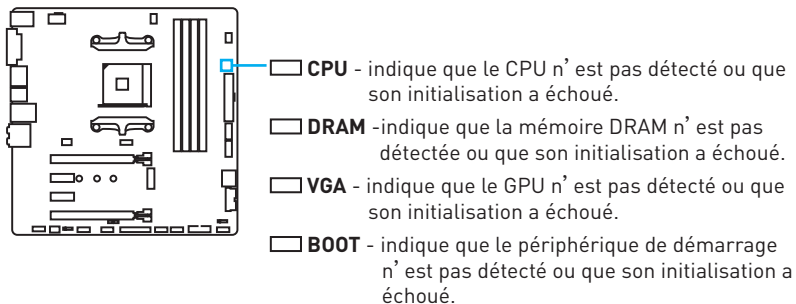 CPU - indique que le CPU n’ est pas détecté ou que
son initialisation a échoué.
DRAM -indique que la mémoire DRAM n’ est pas
détectée ou que son initialisation a échoué.
VGA - indique que le GPU n’ est pas détecté ou que
son initialisation a échoué.
BOOT - indique que le périphérique de démarrage
n’ est pas détecté ou que son initialisation a
échoué.